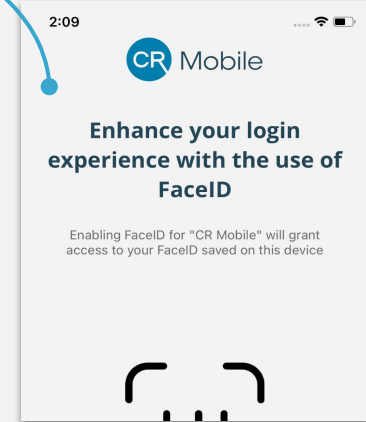 2:09
CR Mobile
Enhance your login
experience with the use of
FaceID
Enabling FaceID for "CR Mobile" will grant
access to your FaceID saved on this device